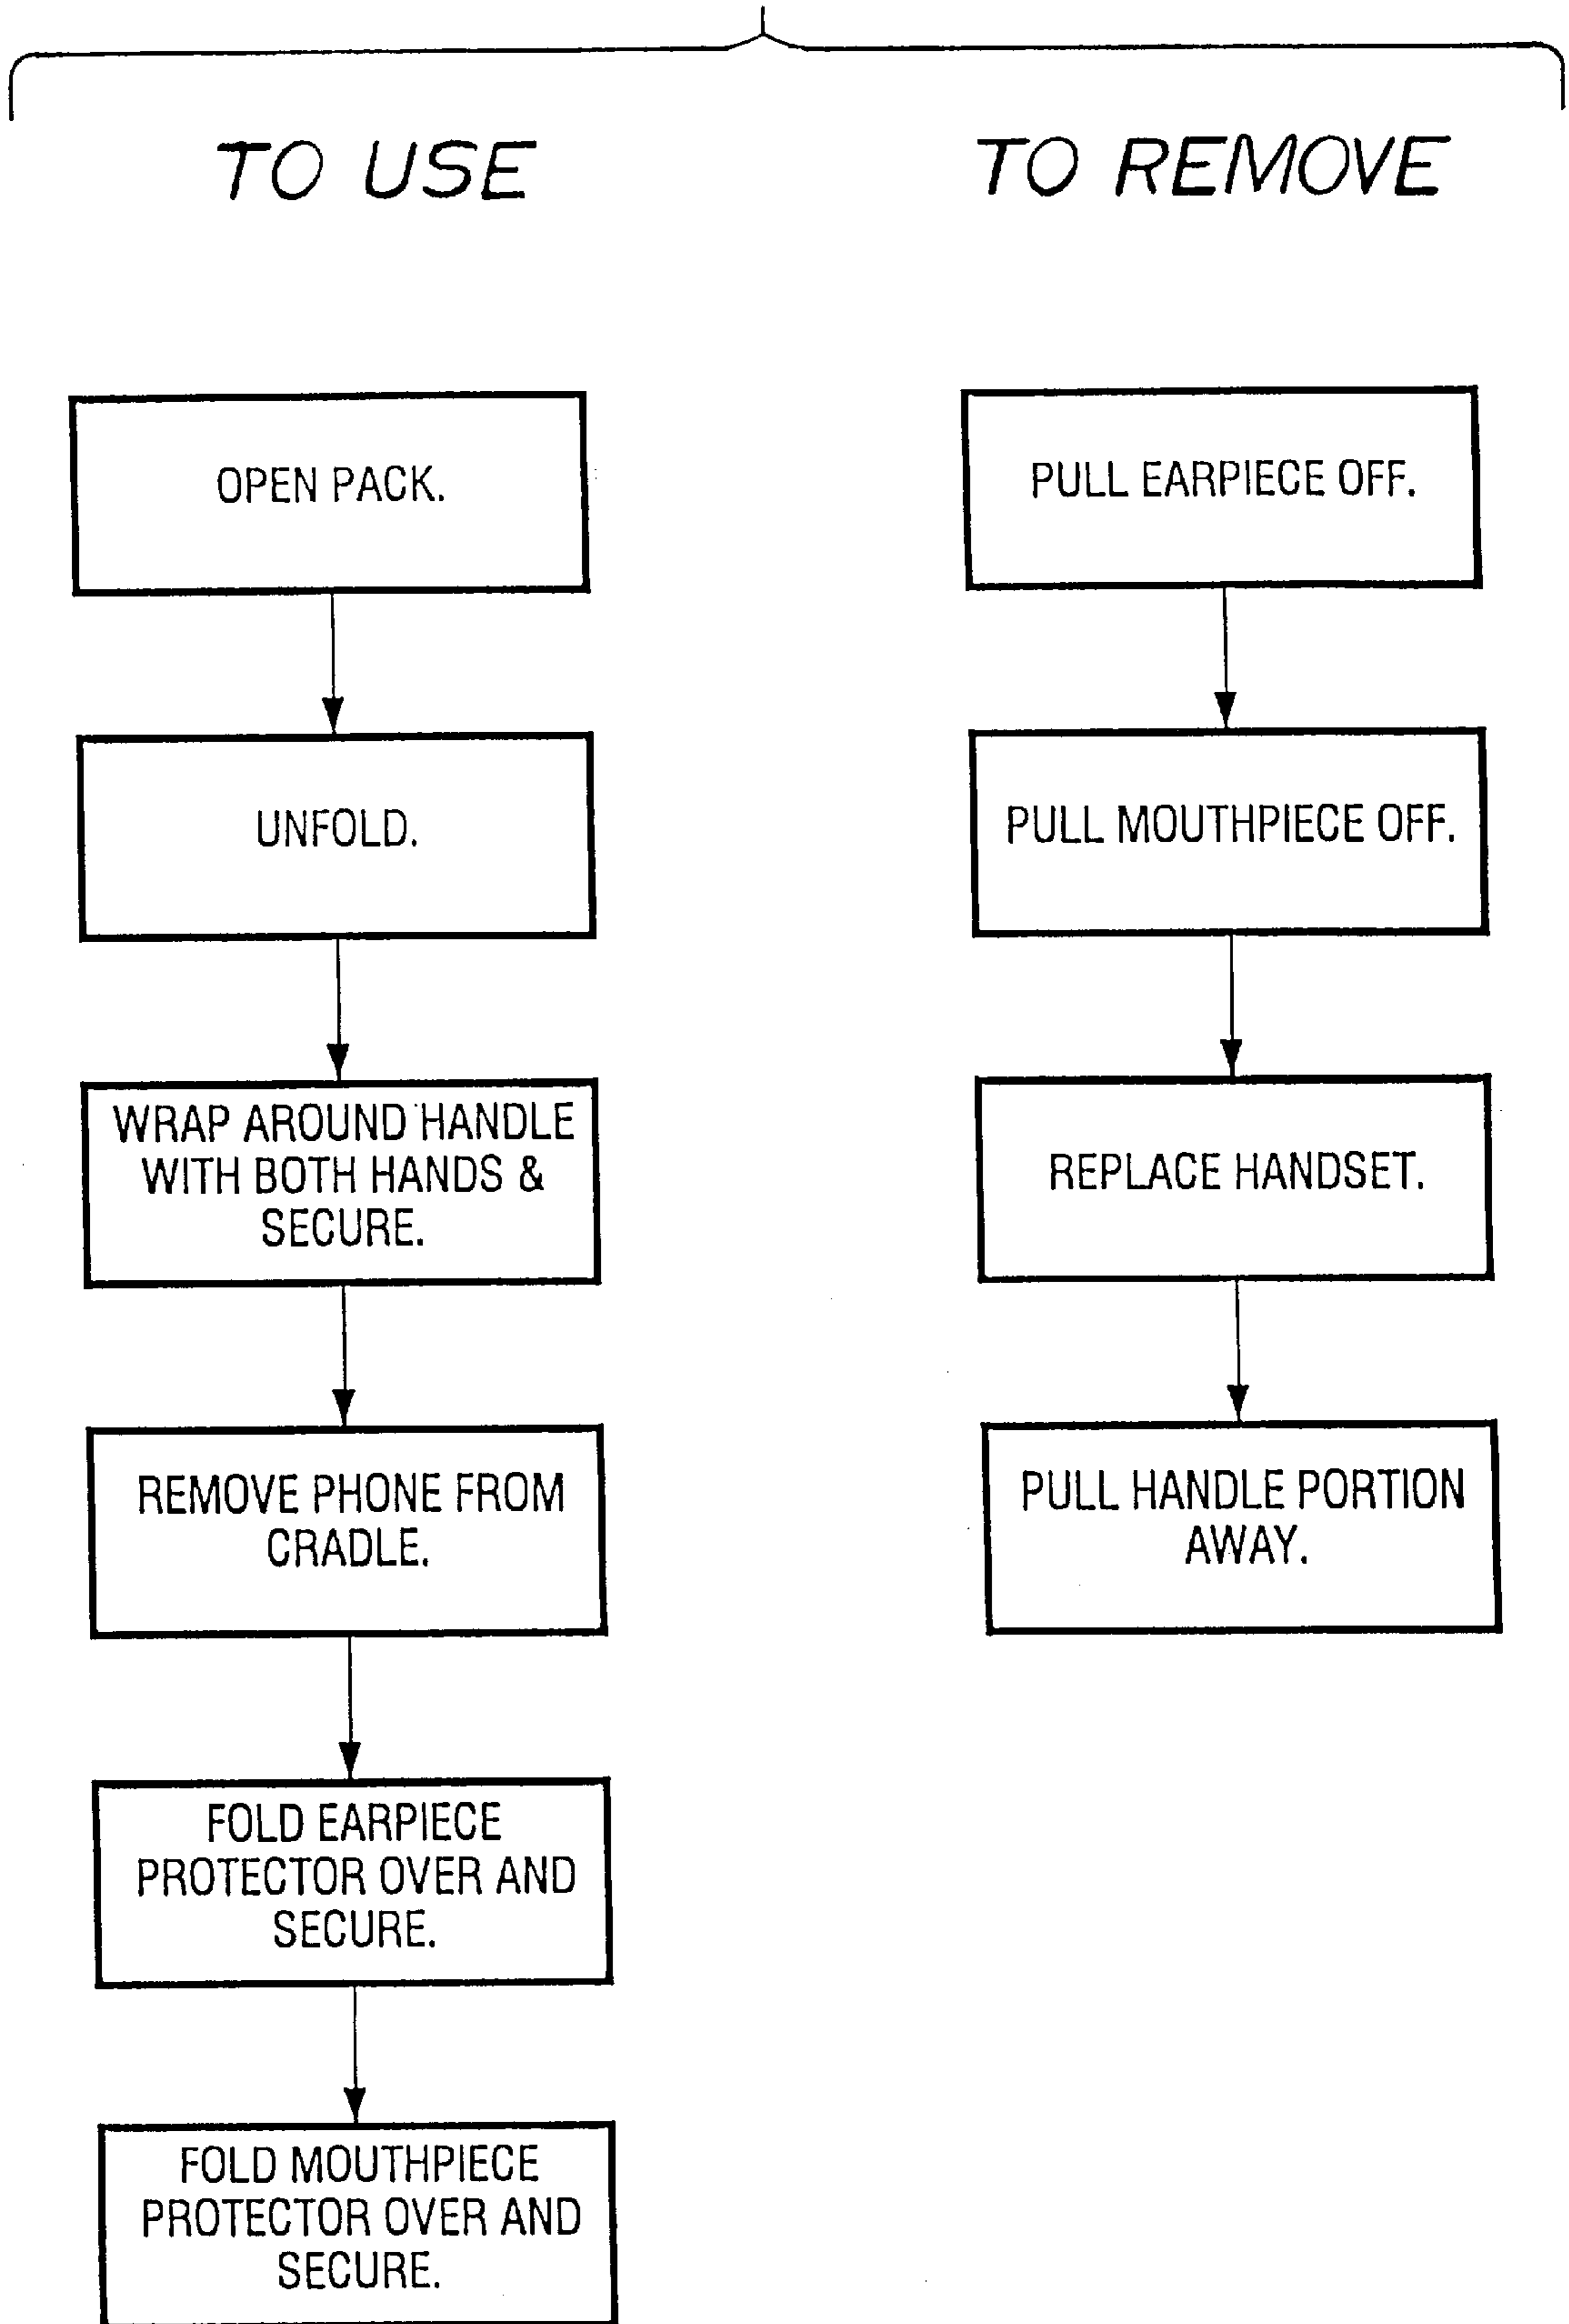 TO USE
OPEN PACK.
UNFOLD.
WRAP AROUND HANDLE
WITH BOTH HANDS &
SECURE.
REMOVE PHONE FROM
CRADLE.
FOLD EARPIECE
PROTECTOR OVER AND
SECURE.
FOLD MOUTHPIECE
PROTECTOR OVER AND
SECURE.
TO REMOVE
PULL EARPIECE OFF.
PULL MOUTHPIECE OFF.
REPLACE HANDSET.
PULL HANDLE PORTION
AWAY.